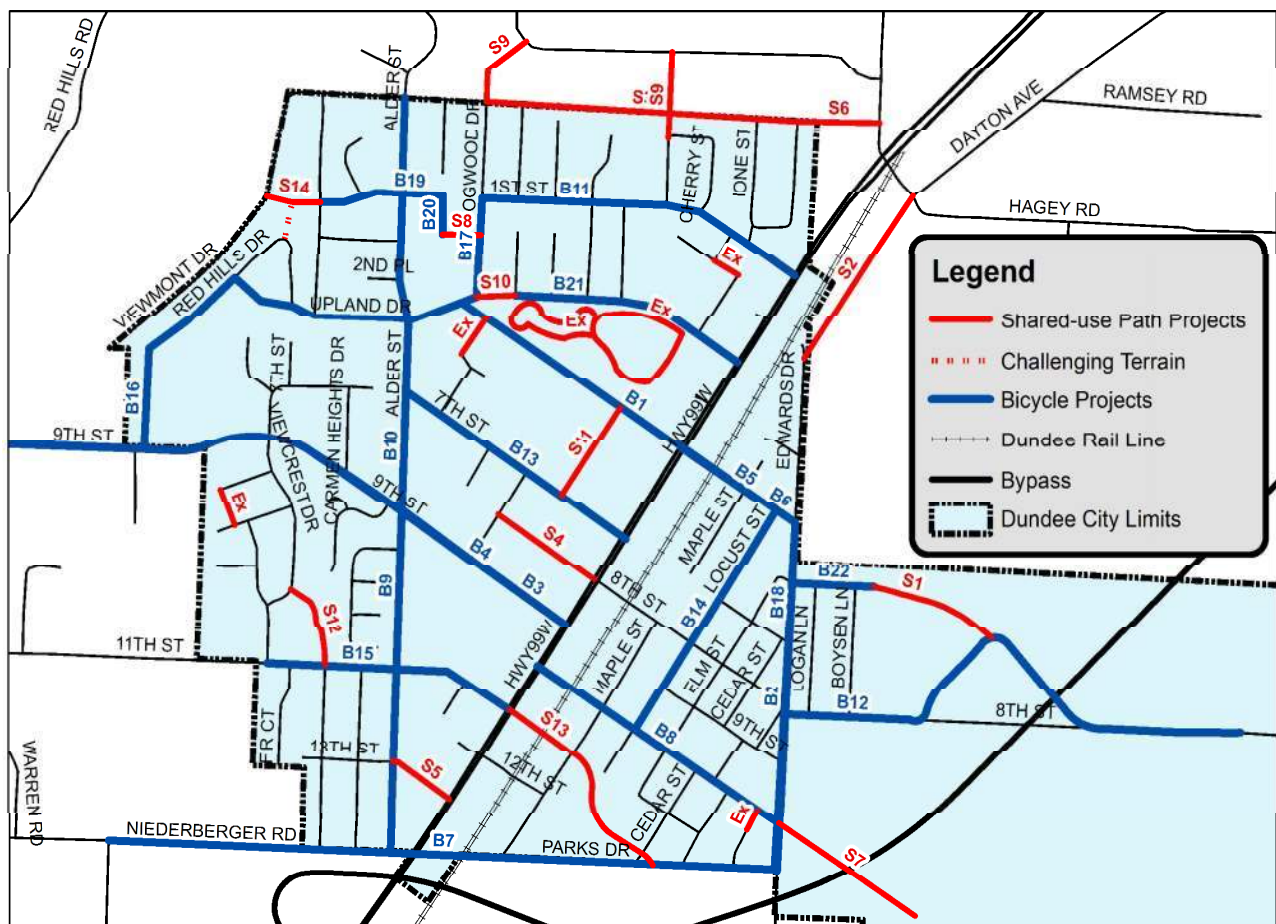 RED HILLS RD
ALDER ST
S9
S9
S6
RAMSEY RD
DAYTON AVE
HAGEY RD
OGWOOD DR
CHERRY ST
IONE ST
S14
B19
B20
S8
B17
1ST ST
B11
Ex
S2
VIEWMONT DR
RED HILLS DR
2ND PL
UPLAND DR
S10
B21
Ex
Ex
Ex
Legend
Shared-use Path Projects
Challenging Terrain
Bicycle Projects
Dundee Rail Line
Bypass
Dundee City Limits
B16
9TH ST
VIEWCREST DR
CARMEN HEIGHTS DR
ALDER ST
B10
7TH ST
B13
B1
HWY99W
EDWARDS DR
B5
B6
Ex
9TH ST
B4
B3
S4
8TH ST
MAPLE ST
LOCUST ST
B14
B18
B22
S1
LOGAN LN
BOYSEN LN
B9
S12
11TH ST
B15
HWY99W
MAPLE ST
ELM ST
CEDAR ST
9TH ST
B12
8TH ST
S13
B8
12TH ST
S5
CEDAR ST
Ex
S7
WARREN RD
NIEDERBERGER RD
B7
PARKS DR